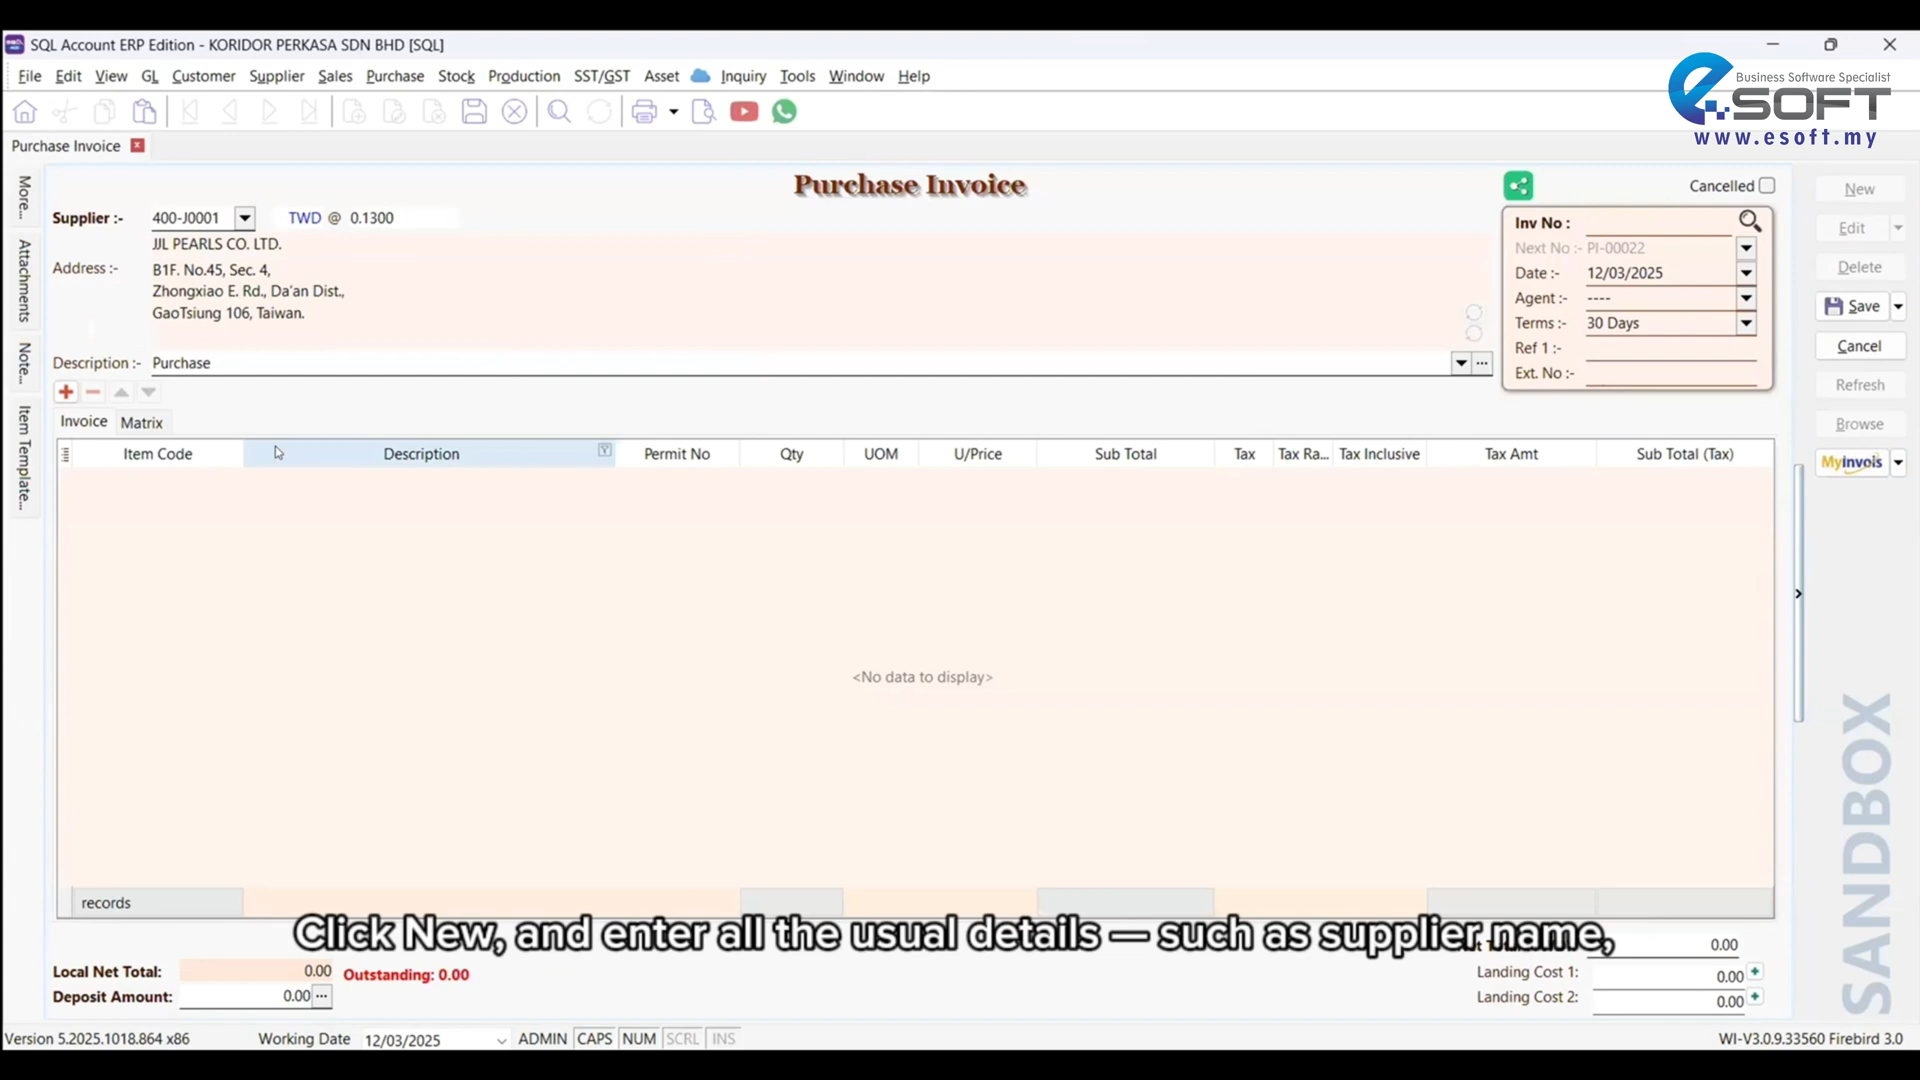 SQL Account ERP Edition - KORIDOR PERKASA SDN BHD [SQL]
File Edit View GL Customer Supplier Sales Purchase Stock Production SST/GST Asset Inquiry Tools Window Help
Business Software Specialist
eSOFT
www.esoft.my
Purchase Invoice
Purchase Invoice
Cancelled
New
More...
Supplier :- 400-J0001 TWD @ 0.1300
Inv No :
Edit
JJL PEARLS CO. LTD.
Next No :- PI-00022
Address :- B1F. No.45, Sec. 4,
Date :- 12/03/2025
Delete
Attachments
Zhongxiao E. Rd., Da'an Dist.,
Agent :- ----
GaoTsiung 106, Taiwan.
Terms :- 30 Days
Save
Ref 1 :-
Cancel
Note...
Description :- Purchase
...
Ext. No :-
Refresh
Invoice Matrix
Browse
Item Template...
Item Code Description Permit No Qty UOM U/Price Sub Total Tax Tax Ra... Tax Inclusive Tax Amt Sub Total (Tax)
Myinvois
<No data to display>
SANDBOX
records
Click New, and enter all the usual details — such as supplier name,
0.00
Local Net Total: 0.00 Outstanding: 0.00
Landing Cost 1: 0.00
Deposit Amount: 0.00 ...
Landing Cost 2: 0.00
Version 5.2025.1018.864 x86 Working Date 12/03/2025 ADMIN CAPS NUM SCRL INS WI-V3.0.9.33560 Firebird 3.0